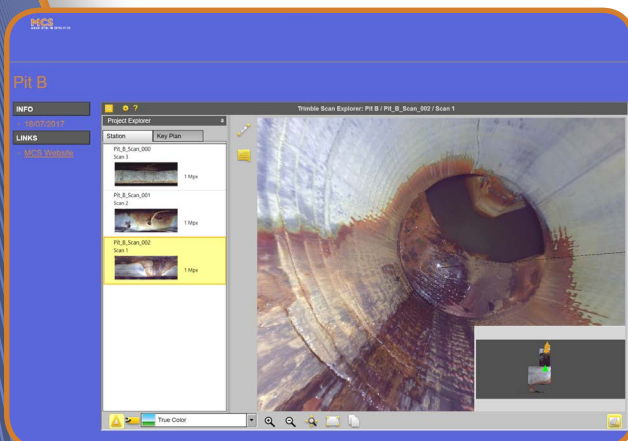 MCS
Pit B
INFO
- 18/07/2017
LINKS
- MCS Website
?
Trimble Scan Explorer: Pit B / Pit_B_Scan_002 / Scan 1
Project Explorer
Station
Key Plan
Pit_B_Scan_000
Scan 3
1 Mpx
Pit_B_Scan_001
Scan 2
1 Mpx
Pit_B_Scan_002
Scan 1
1 Mpx
True Color